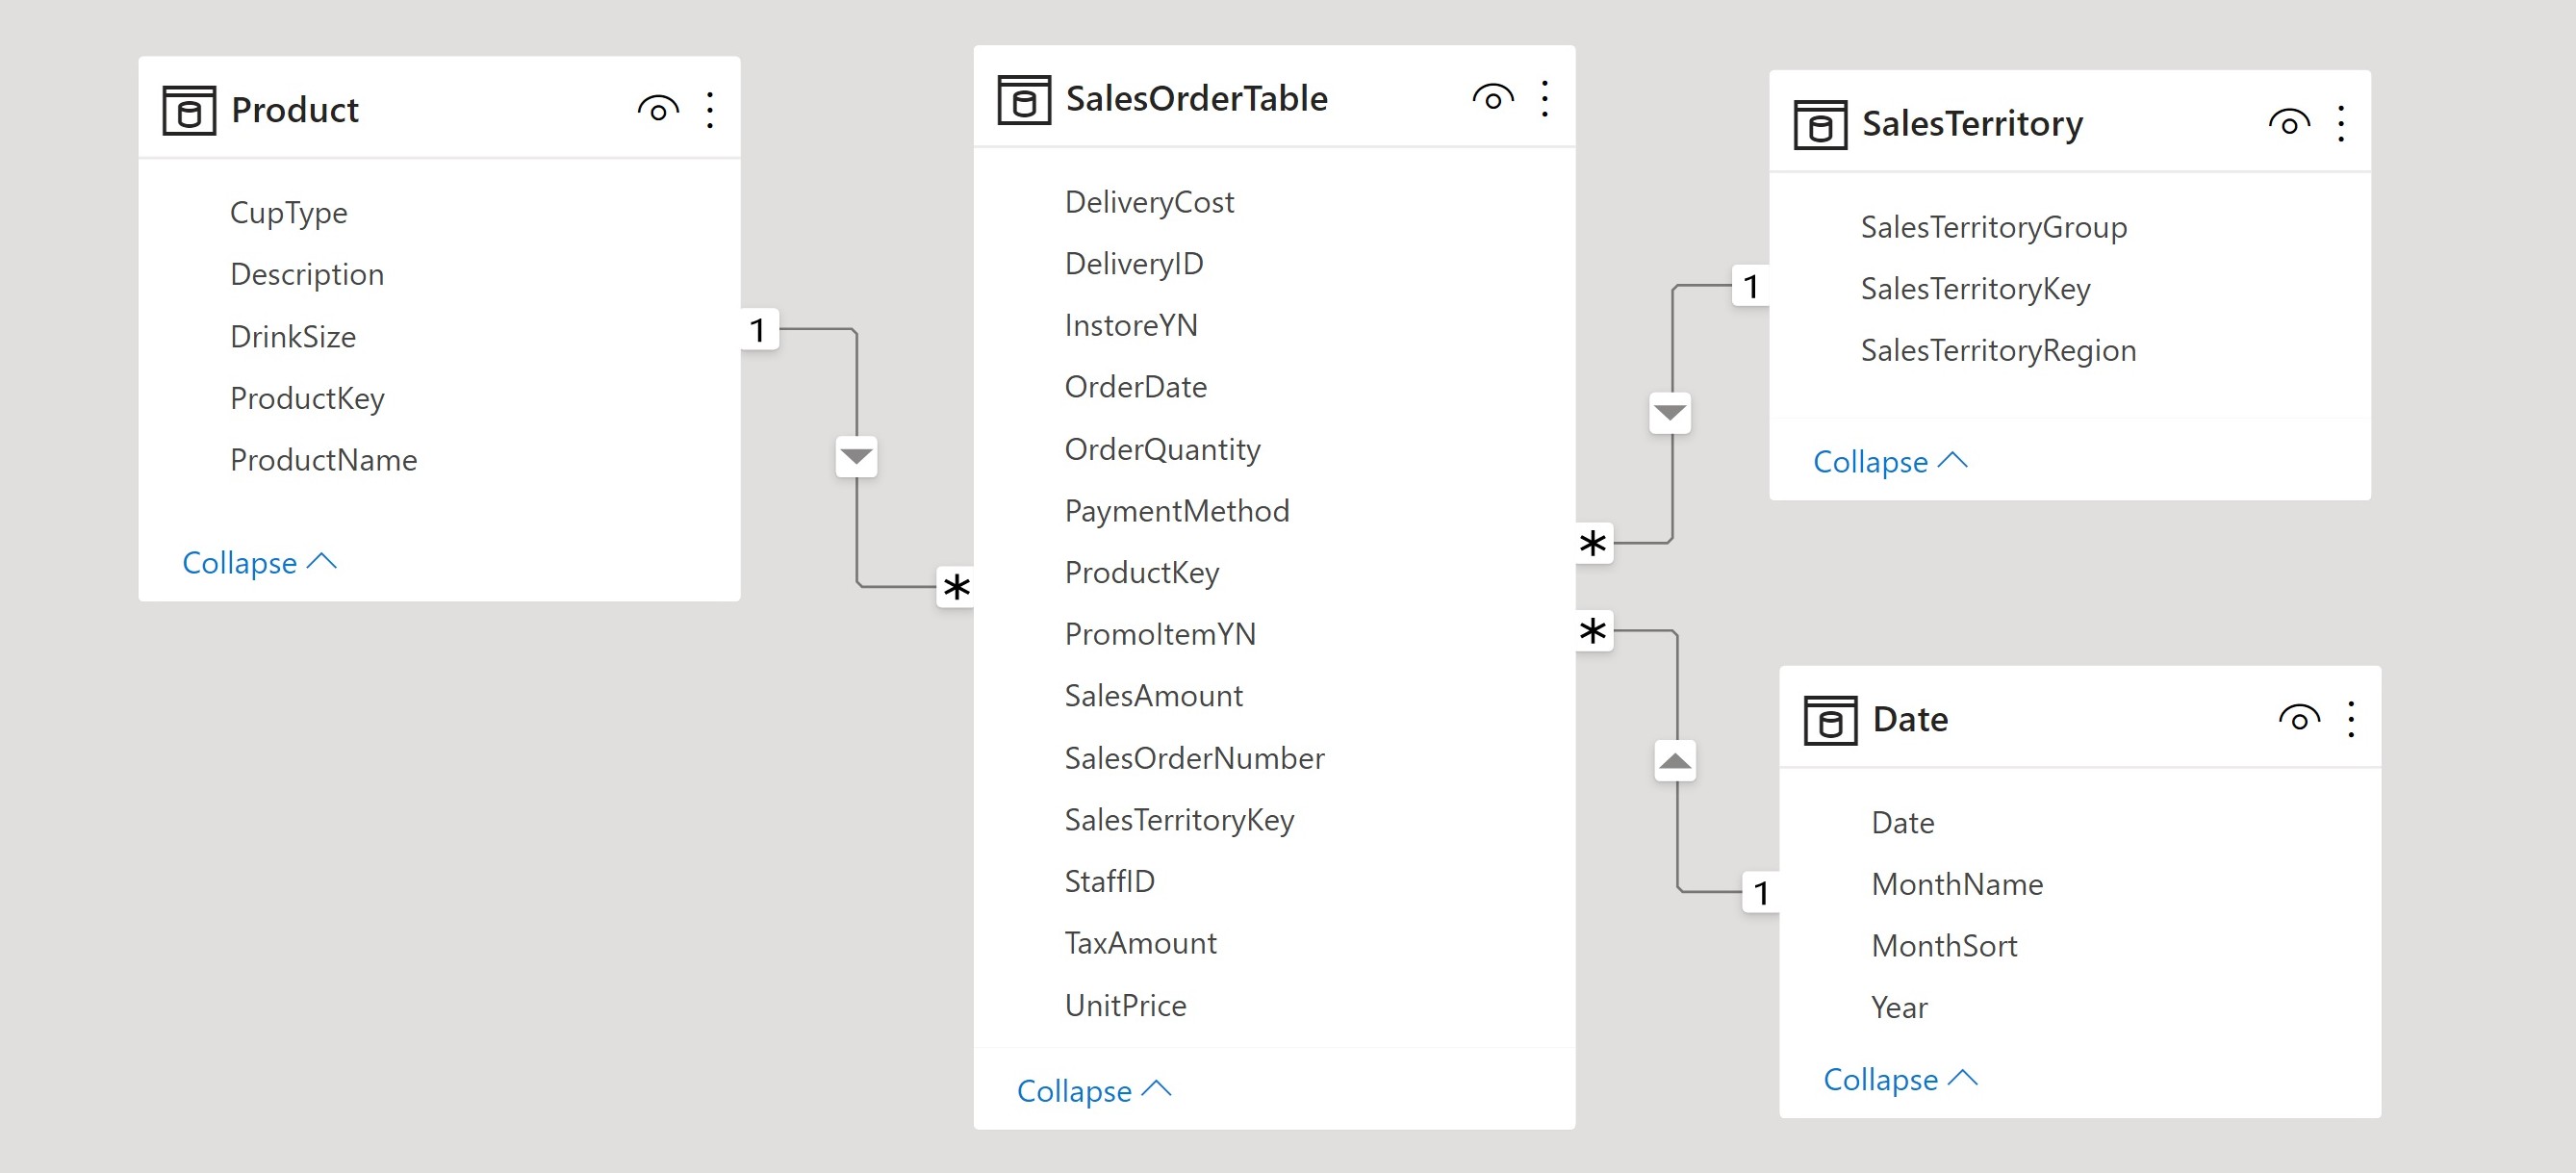 Product
CupType
Description
DrinkSize
ProductKey
ProductName
Collapse
1
*
SalesOrderTable
DeliveryCost
DeliveryID
InstoreYN
OrderDate
OrderQuantity
PaymentMethod
ProductKey
PromoItemYN
SalesAmount
SalesOrderNumber
SalesTerritoryKey
StaffID
TaxAmount
UnitPrice
Collapse
*
1
SalesTerritory
SalesTerritoryGroup
SalesTerritoryKey
SalesTerritoryRegion
Collapse
*
1
Date
Date
MonthName
MonthSort
Year
Collapse